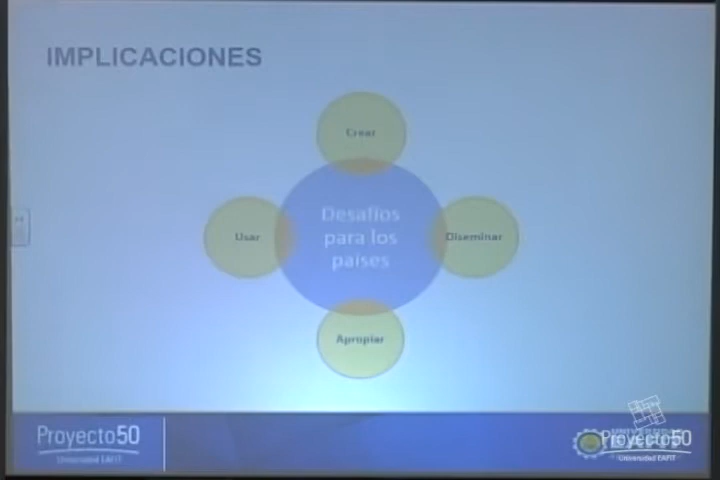 IMPLICACIONES
Crear
Usar
Desafíos
para los
países
Diseminar
Apropiar
Proyecto50
Universidad EAFIT
Proyecto50
Universidad EAFIT